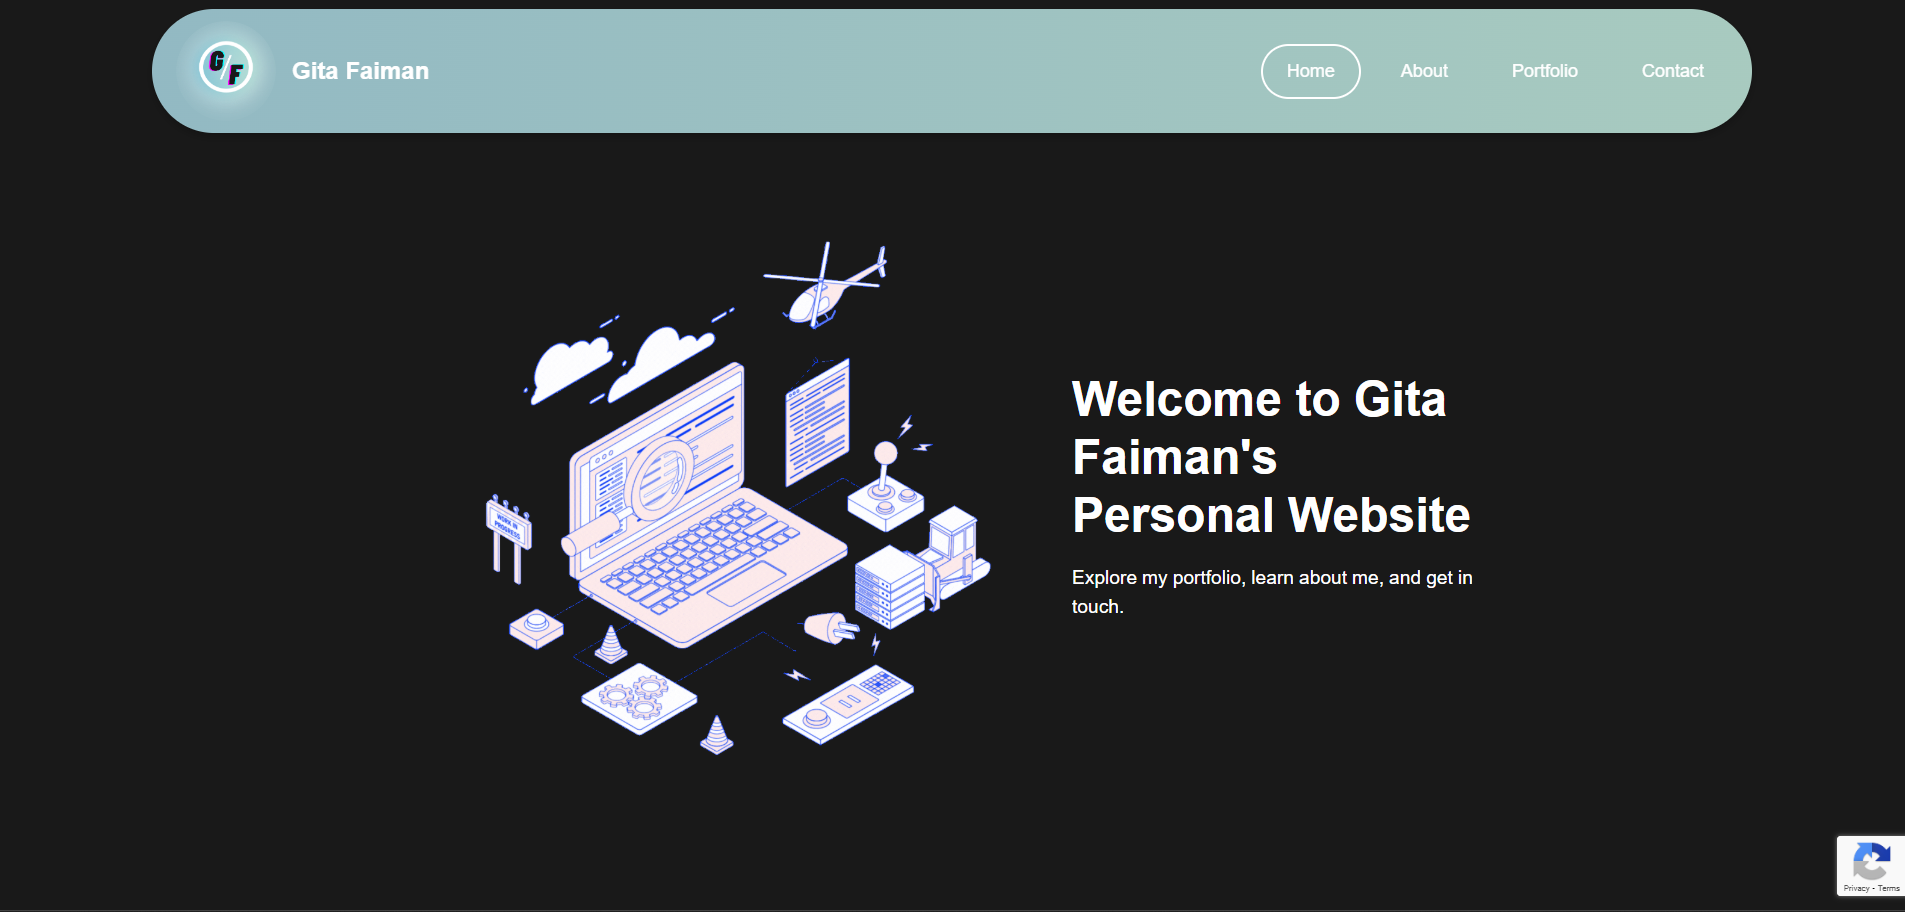 G/F
Gita Faiman
Home
About
Portfolio
Contact
WORK IN
PROGRESS
Welcome to Gita
Faiman's
Personal Website
Explore my portfolio, learn about me, and get in
touch.
Privacy - Terms